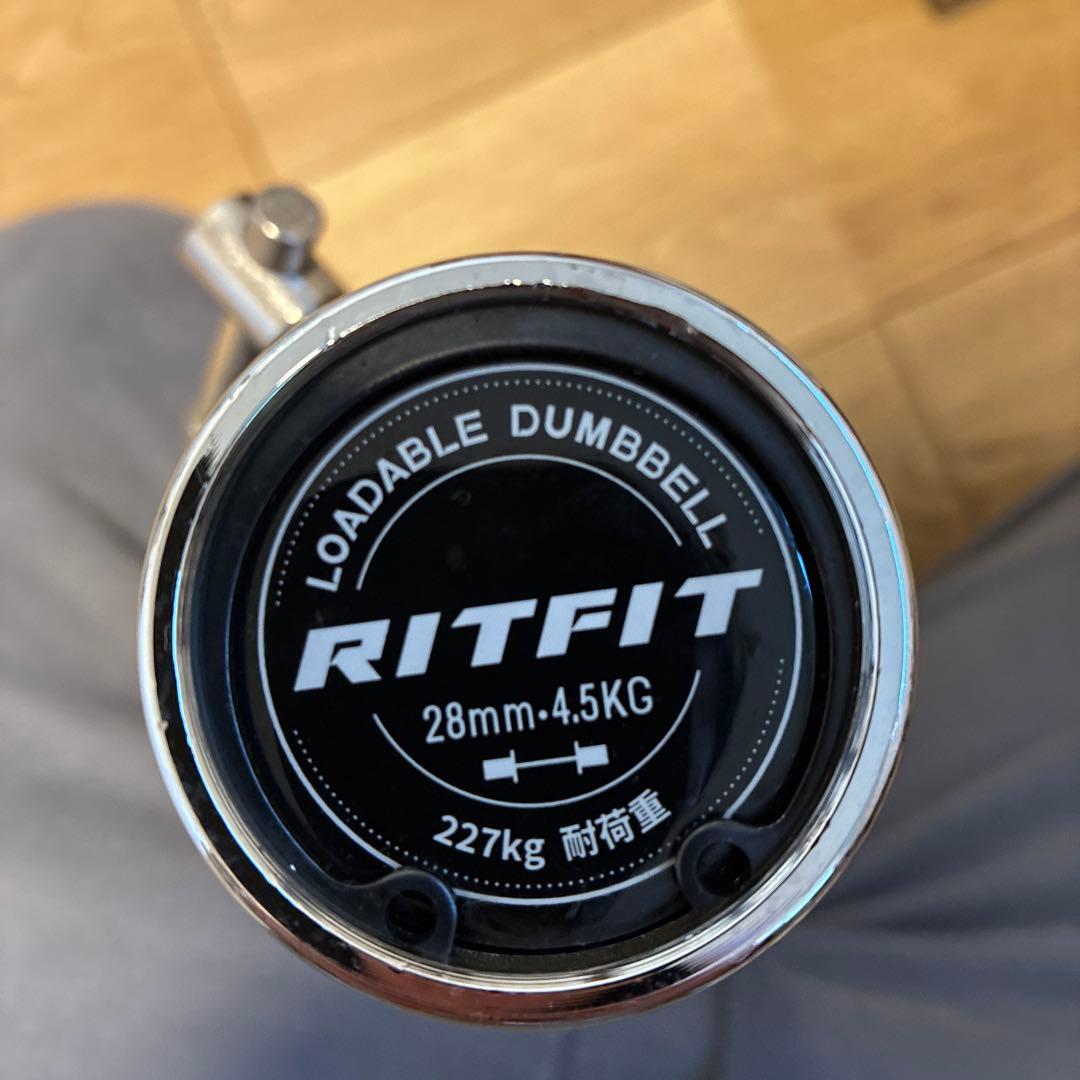 LOADABLE DUMBBELL
RITFIT
28mm·4.5KG
227kg 耐荷重